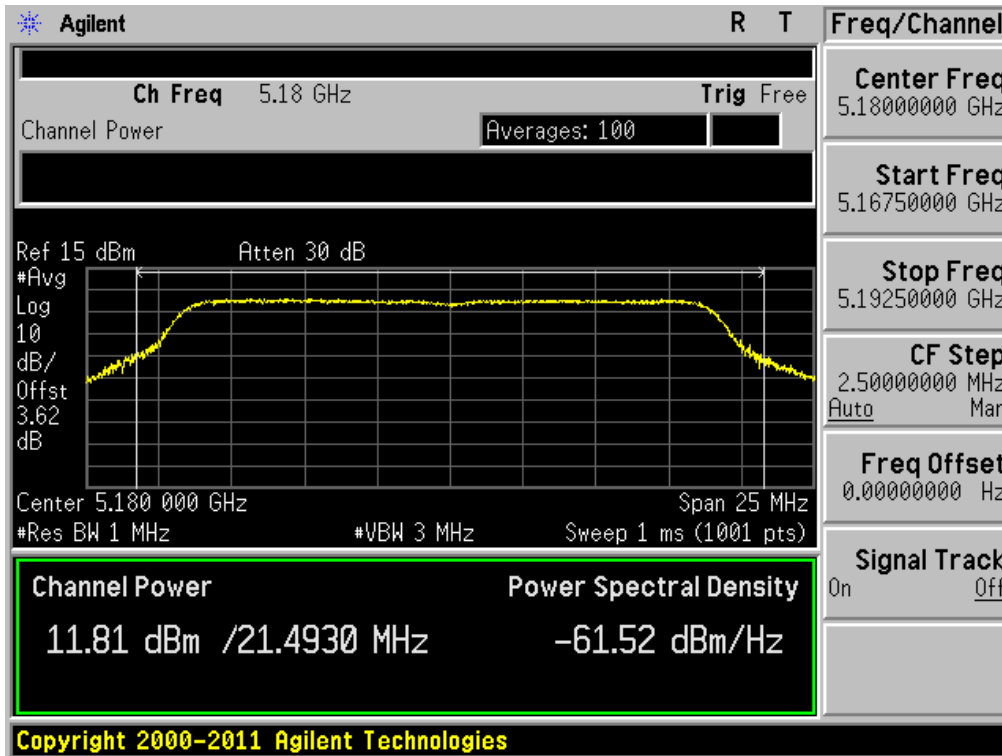 Agilent R T Freq/Channel
Ch Freq 5.18 GHz Trig Free
Channel Power Averages: 100
Center Freq
5.18000000 GHz
Start Freq
5.16750000 GHz
Stop Freq
5.19250000 GHz
CF Step
2.50000000 MHz
Auto Man
Freq Offset
0.00000000 Hz
Signal Track
On Off
Ref 15 dBm Atten 30 dB
#Avg
Log
10
dB/
Offst
3.62
dB
Center 5.180 000 GHz Span 25 MHz
#Res BW 1 MHz #VBW 3 MHz Sweep 1 ms (1001 pts)
Channel Power Power Spectral Density
11.81 dBm /21.4930 MHz -61.52 dBm/Hz
Copyright 2000-2011 Agilent Technologies